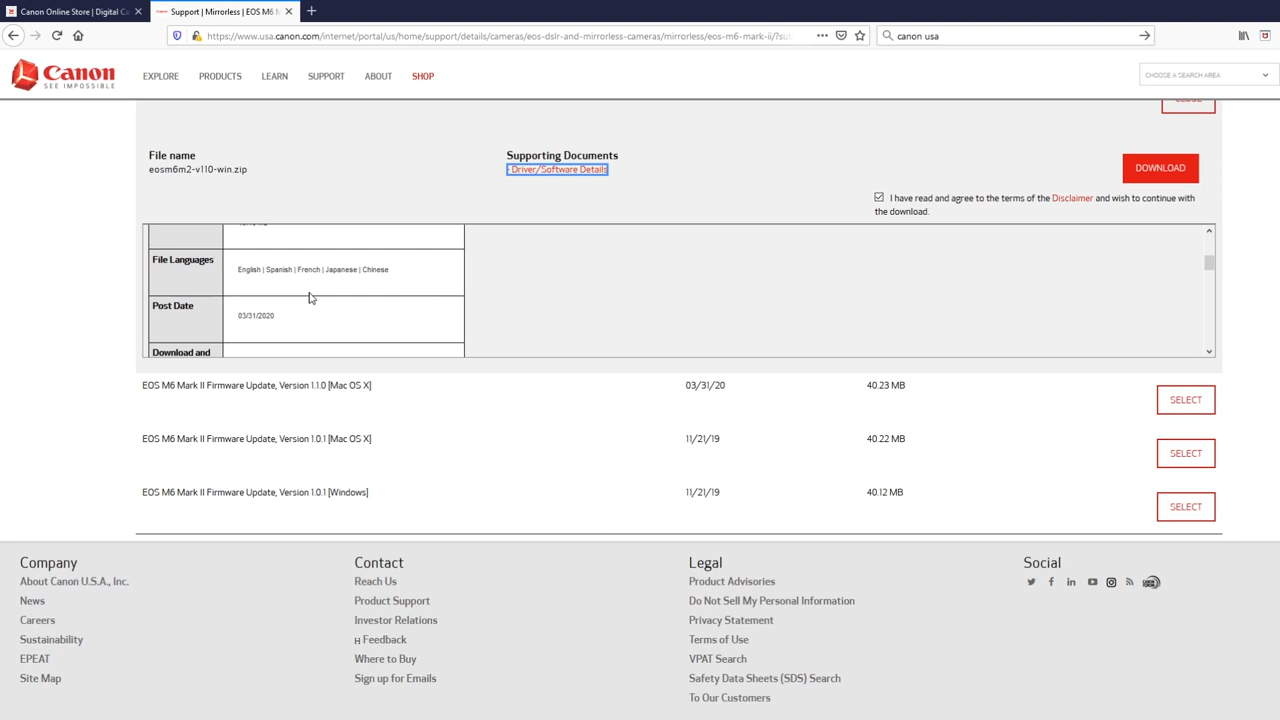 Canon Online Store | Digital Ca
Support | Mirrorless | EOS M6 M
https://www.usa.canon.com/internet/portal/us/home/support/details/cameras/eos-dslr-and-mirrorless-cameras/mirrorless/eos-m6-mark-ii/?sub
canon usa
Canon
SEE IMPOSSIBLE
EXPLORE PRODUCTS LEARN SUPPORT ABOUT SHOP
CHOOSE A SEARCH AREA
CLOSE
File name
eosm6m2-v110-win.zip
Supporting Documents
Driver/Software Details
DOWNLOAD
I have read and agree to the terms of the Disclaimer and wish to continue with
the download.
File Languages
English | Spanish | French | Japanese | Chinese
Post Date
03/31/2020
Download and
EOS M6 Mark II Firmware Update, Version 1.1.0 [Mac OS X] 03/31/20 40.23 MB SELECT
EOS M6 Mark II Firmware Update, Version 1.0.1 [Mac OS X] 11/21/19 40.22 MB SELECT
EOS M6 Mark II Firmware Update, Version 1.0.1 [Windows] 11/21/19 40.12 MB SELECT
Company
About Canon U.S.A., Inc.
News
Careers
Sustainability
EPEAT
Site Map
Contact
Reach Us
Product Support
Investor Relations
Feedback
Where to Buy
Sign up for Emails
Legal
Product Advisories
Do Not Sell My Personal Information
Privacy Statement
Terms of Use
VPAT Search
Safety Data Sheets (SDS) Search
To Our Customers
Social